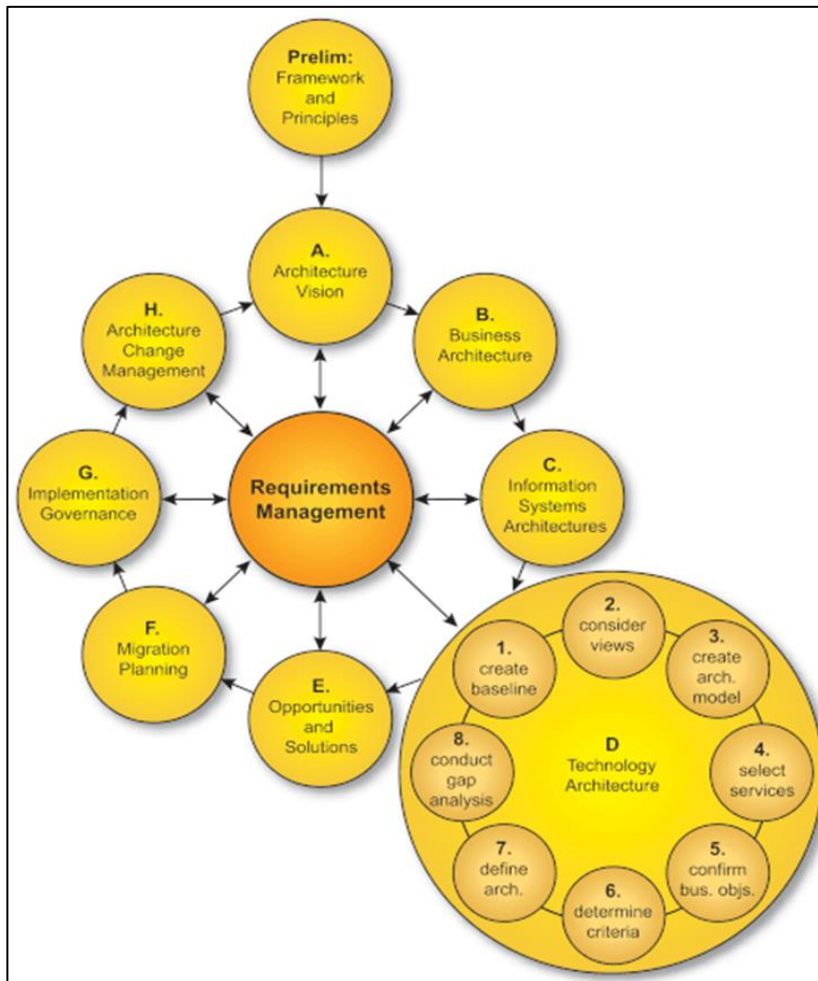 Prelim:
Framework
and
Principles
A.
Architecture
Vision
B.
Business
Architecture
C.
Information
Systems
Architectures
D
Technology
Architecture
1.
create
baseline
2.
consider
views
3.
create
arch.
model
4.
select
services
5.
confirm
bus. objs.
6.
determine
criteria
7.
define
arch.
8.
conduct
gap
analysis
E.
Opportunities
and
Solutions
F.
Migration
Planning
G.
Implementation
Governance
H.
Architecture
Change
Management
Requirements
Management